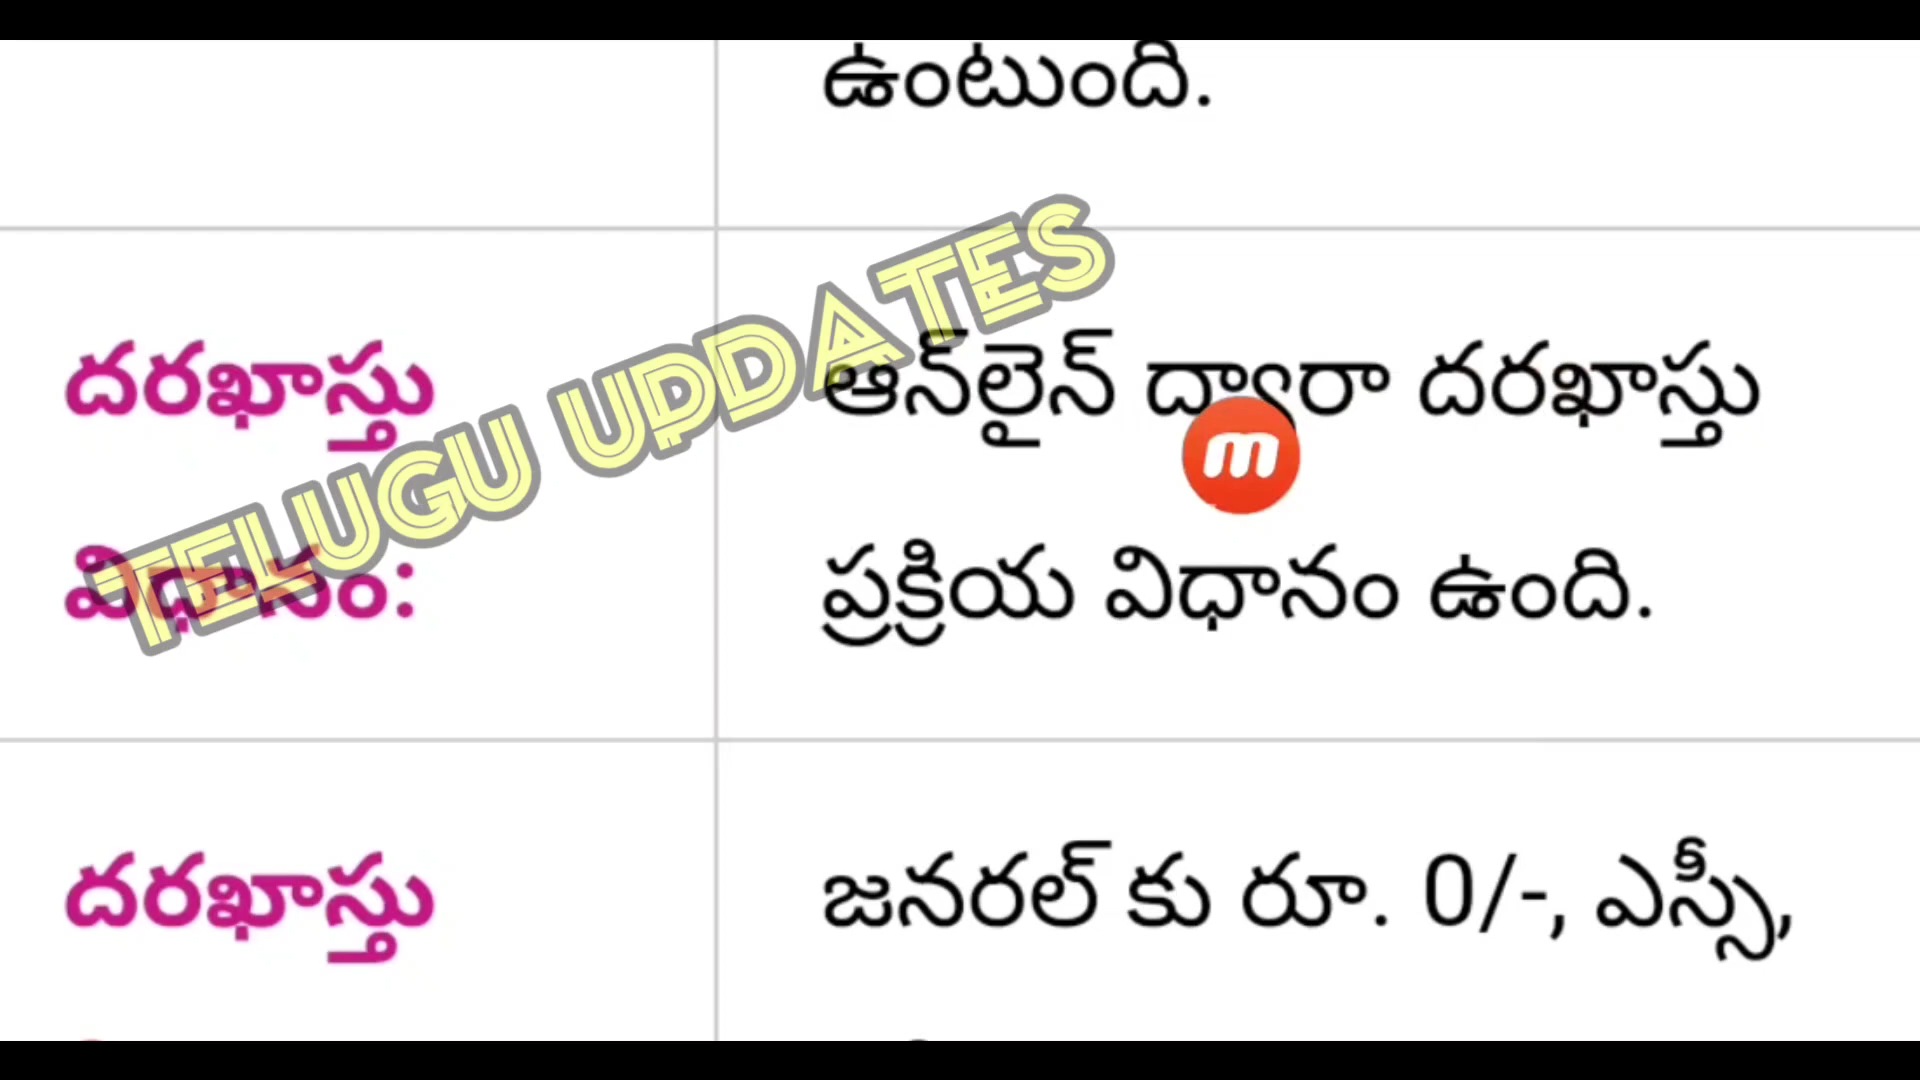 ఉంటుంది.
దరఖాస్తు
విధానం:
ఆన్‌లైన్ ద్వారా దరఖాస్తు
ప్రక్రియ విధానం ఉంది.
TELUGU UPDATES
m
దరఖాస్తు
జనరల్ కు రూ. 0/-, ఎస్సీ,